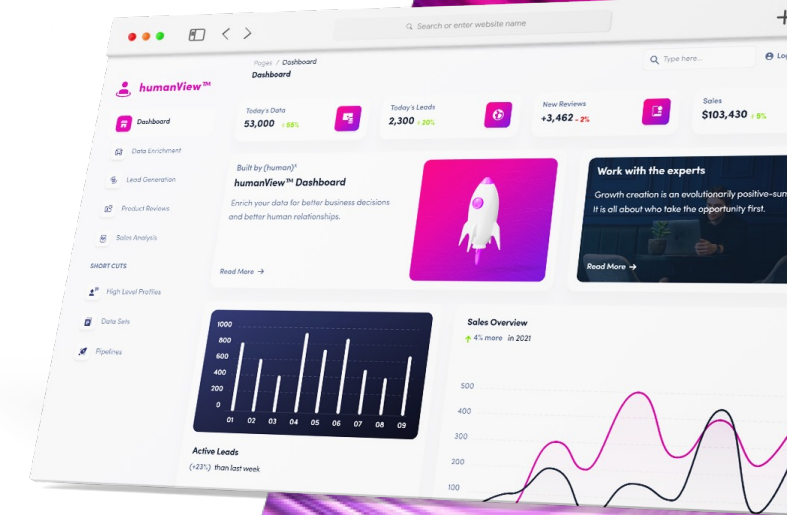 Search or enter website name
Pages / Dashboard
Dashboard
Type here...
humanView™
Dashboard
Data Enrichment
Lead Generation
Product Reviews
Sales Analysis
SHORT CUTS
High Level Profiles
Data Sets
Pipelines
Today's Data
53,000 ↑ 55%
Today's Leads
2,300 ↑ 20%
New Reviews
+3,462 - 2%
Sales
$103,430 ↑ 5%
Built by (human)ˣ
humanView™ Dashboard
Enrich your data for better business decisions
and better human relationships.
Read More →
Work with the experts
Growth creation is an evolutionarily
It is all about who take the opportunity first.
Read More →
1000
800
600
400
200
0
01 02 03 04 05 06 07 08 09
Active Leads
(+23%) than last week
Sales Overview
4% more in 2021
500
400
300
200
100